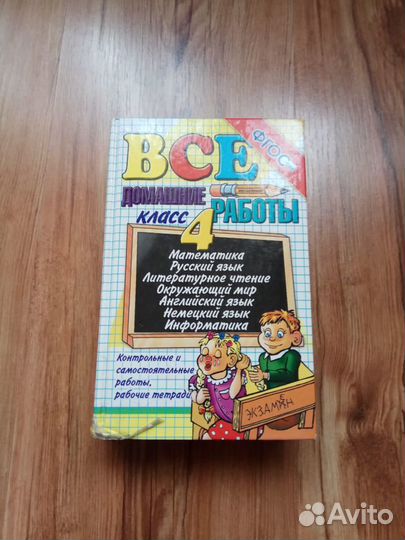 ВСЕ
ФГОС
ДОМАШНИЕ
РАБОТЫ
КЛАСС 4
Математика
Русский язык
Литературное чтение
Окружающий мир
Английский язык
Немецкий язык
Информатика
Контрольные и
самостоятельные
работы,
рабочие тетради
ЭКЗАМЕН
Avito